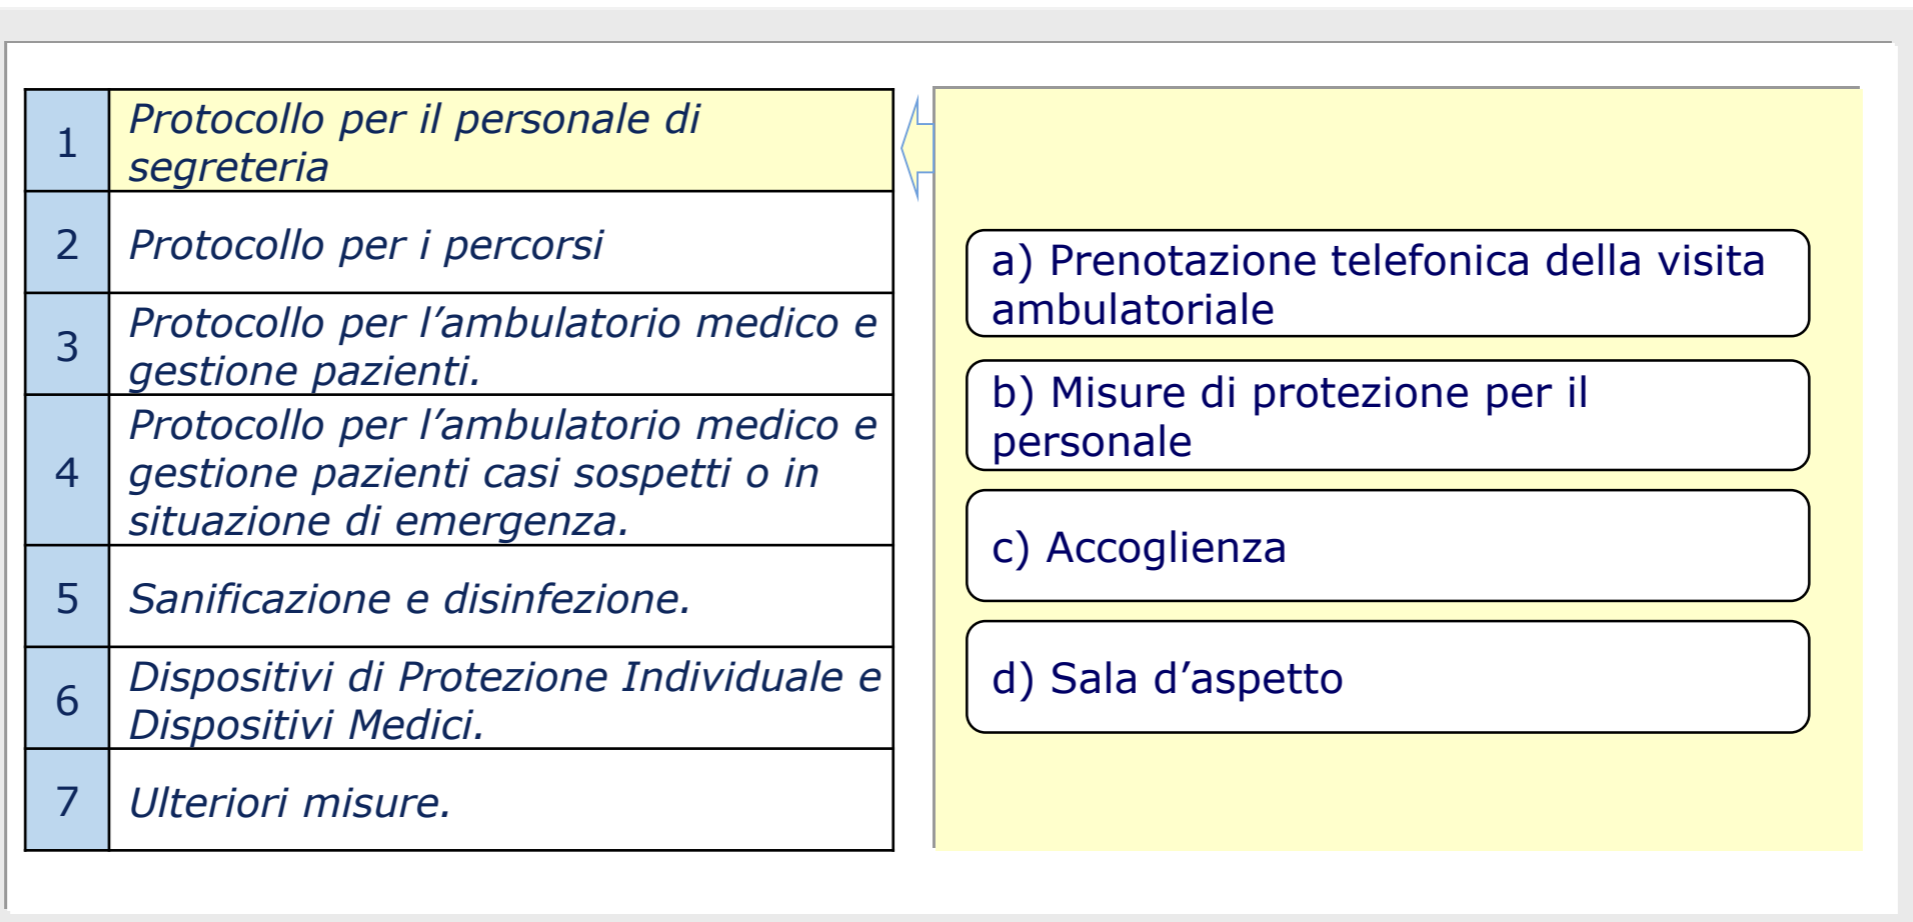 1
Protocollo per il personale di
segreteria
2
Protocollo per i percorsi
3
Protocollo per l’ambulatorio medico e
gestione pazienti.
4
Protocollo per l’ambulatorio medico e
gestione pazienti casi sospetti o in
situazione di emergenza.
5
Sanificazione e disinfezione.
6
Dispositivi di Protezione Individuale e
Dispositivi Medici.
7
Ulteriori misure.
a) Prenotazione telefonica della visita
ambulatoriale
b) Misure di protezione per il
personale
c) Accoglienza
d) Sala d’aspetto